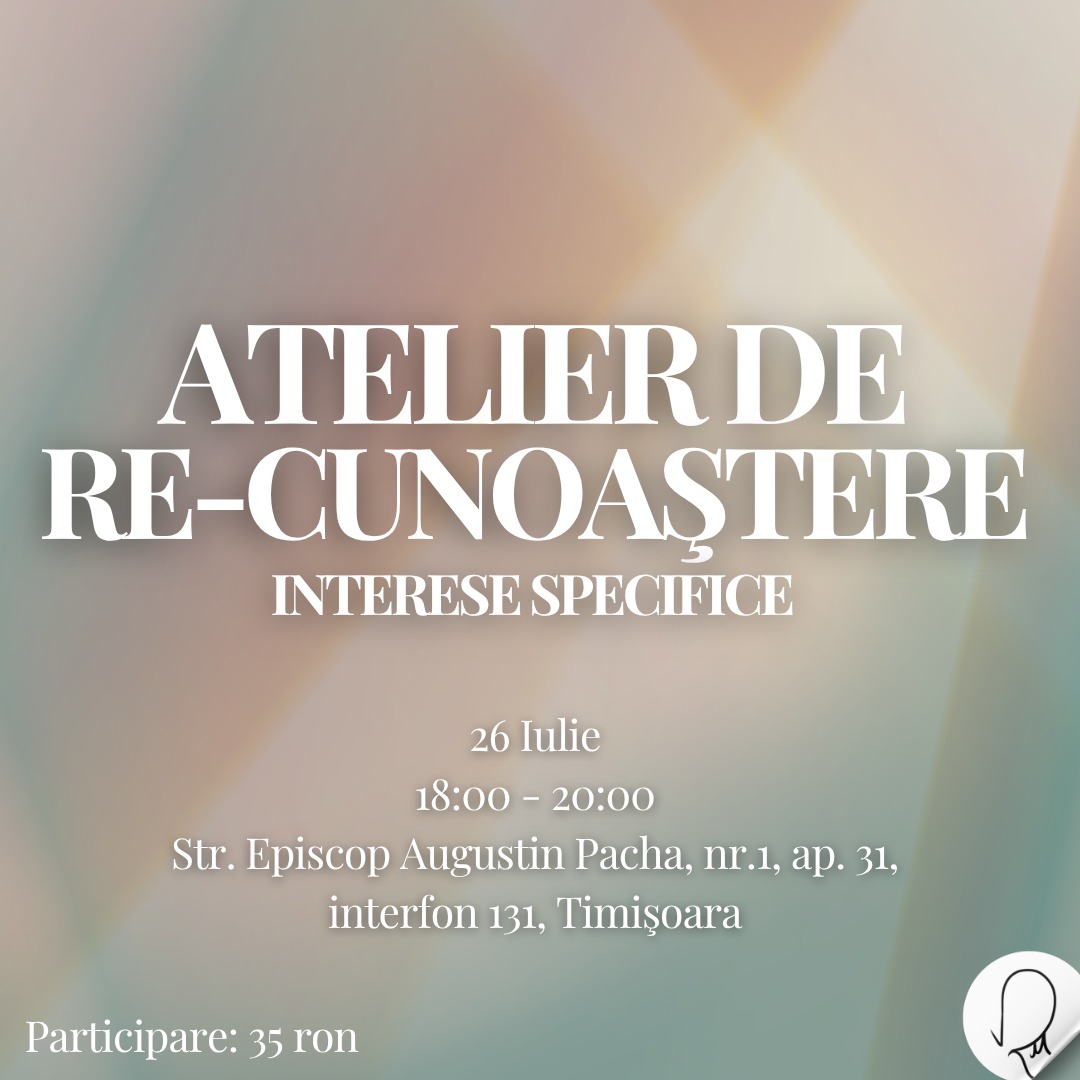 ATELIER DE
RE-CUNOAŞTERE
INTERESE SPECIFICE
26 Iulie
18:00 - 20:00
Str. Episcop Augustin Pacha, nr.1, ap. 31,
interfon 131, Timişoara
Participare: 35 ron